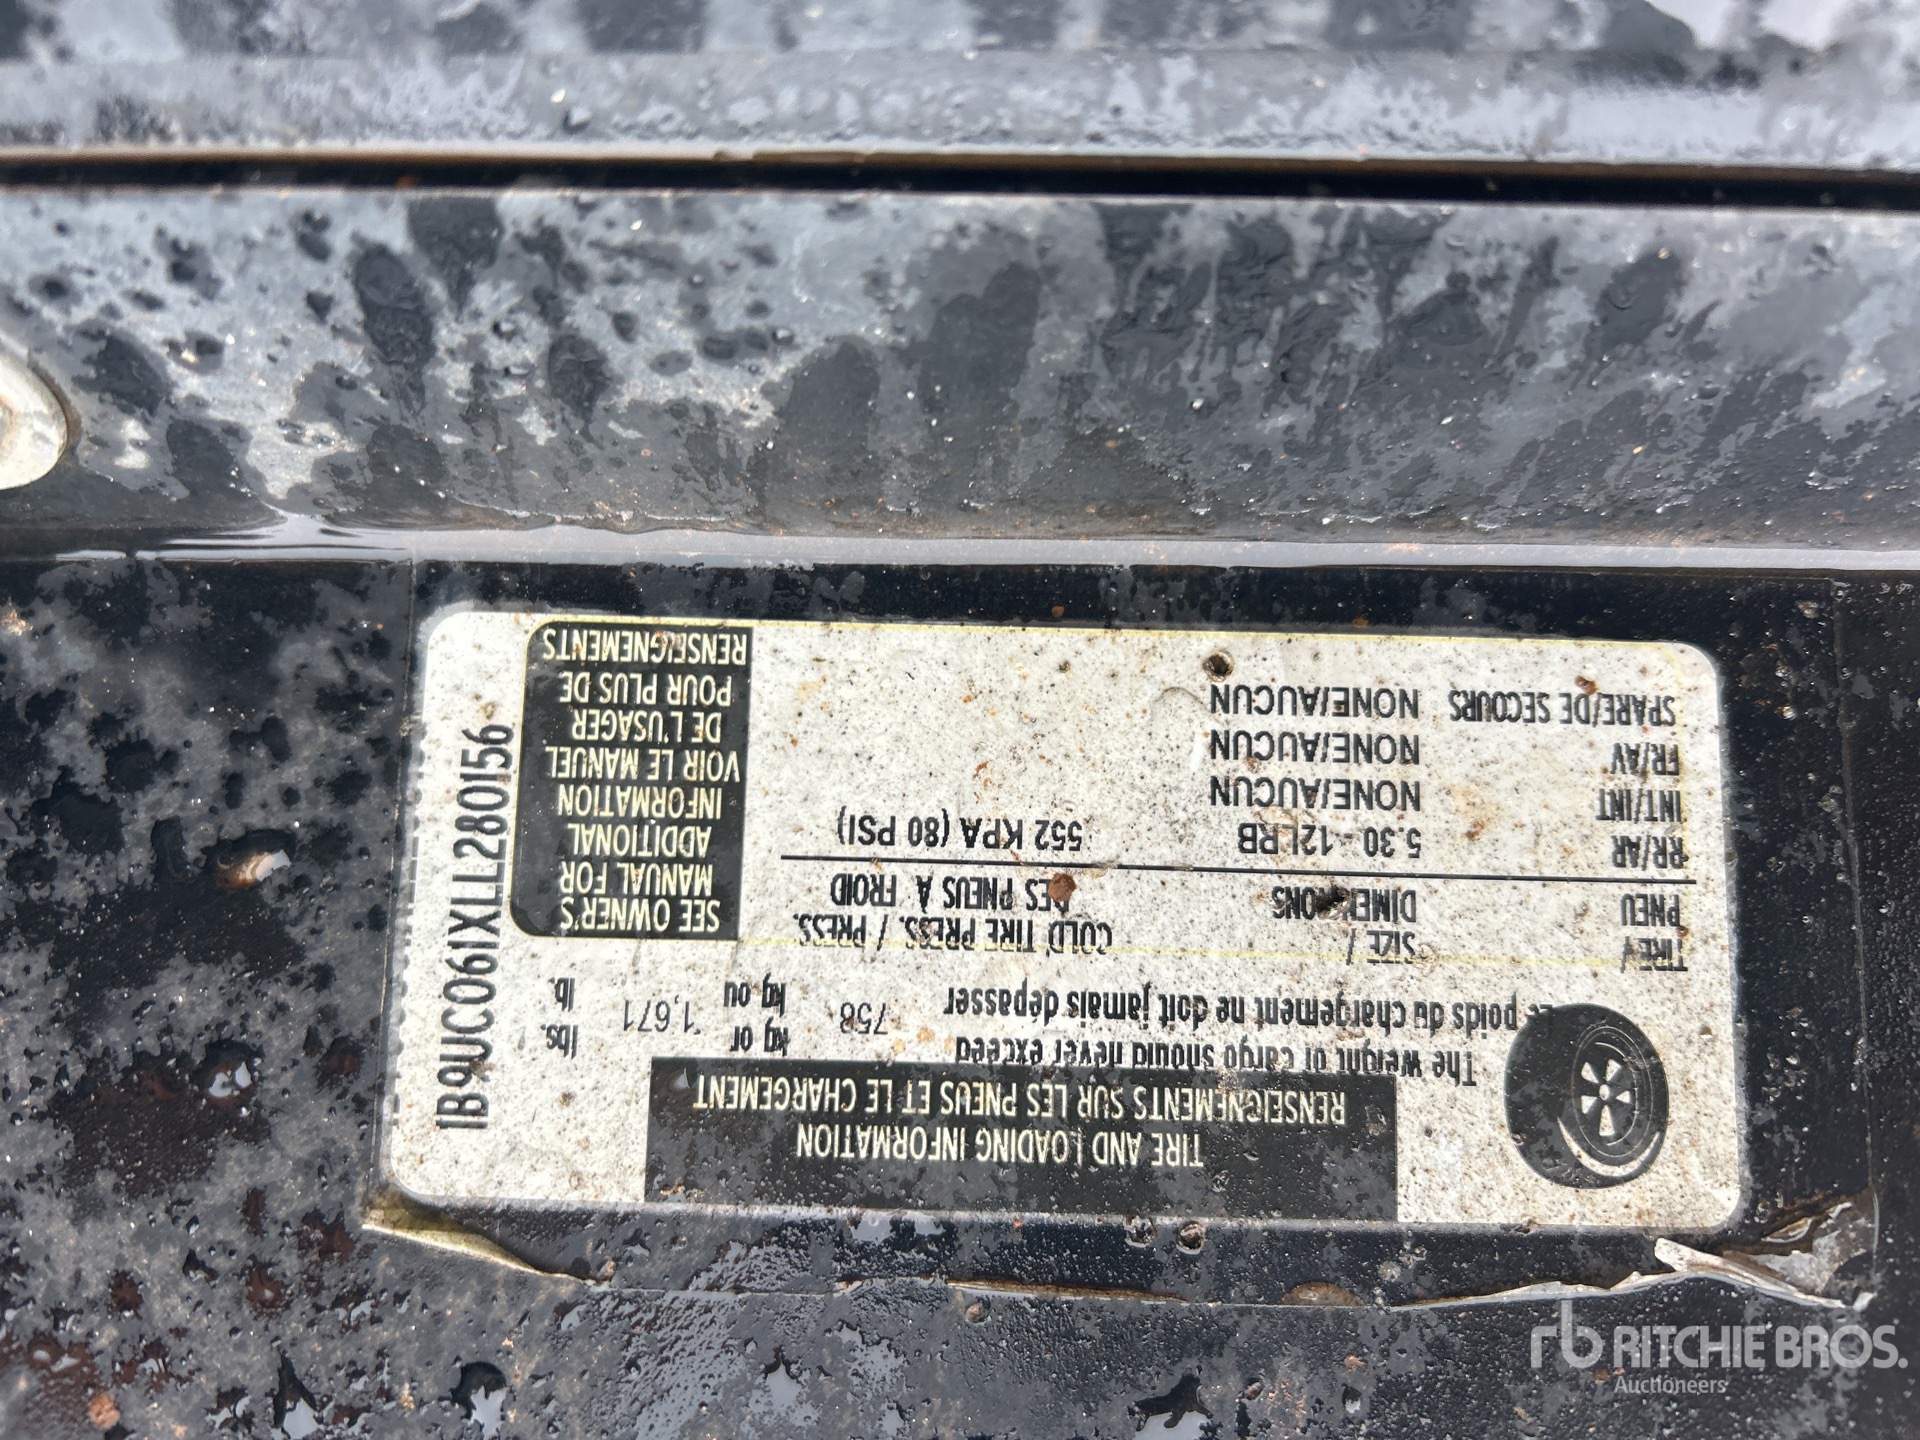 TIRE AND LOADING INFORMATION
RENSEIGNEMENTS SUR LES PNEUS ET LE CHARGEMENT
The weight of cargo should never exceed 758 kg or 1,671 lbs.
Le poids du chargement ne doit jamais dépasser kg ou lb.
TIRE / SIZE / COLD TIRE PRESS. / PRESS.
PNEU DIMENSIONS DES PNEUS À FROID
RR/AR 5.30 -12LRB 552 KPA (80 PSI)
INT/INT NONE/AUCUN
FR/AV NONE/AUCUN
SPARE/DE SECOURS NONE/AUCUN
SEE OWNER'S
MANUAL FOR
ADDITIONAL
INFORMATION
VOIR LE MANUEL
DE L'USAGER
POUR PLUS DE
RENSEIGNEMENTS
1B9UC061XLL280156
rb RITCHIE BROS.
Auctioneers